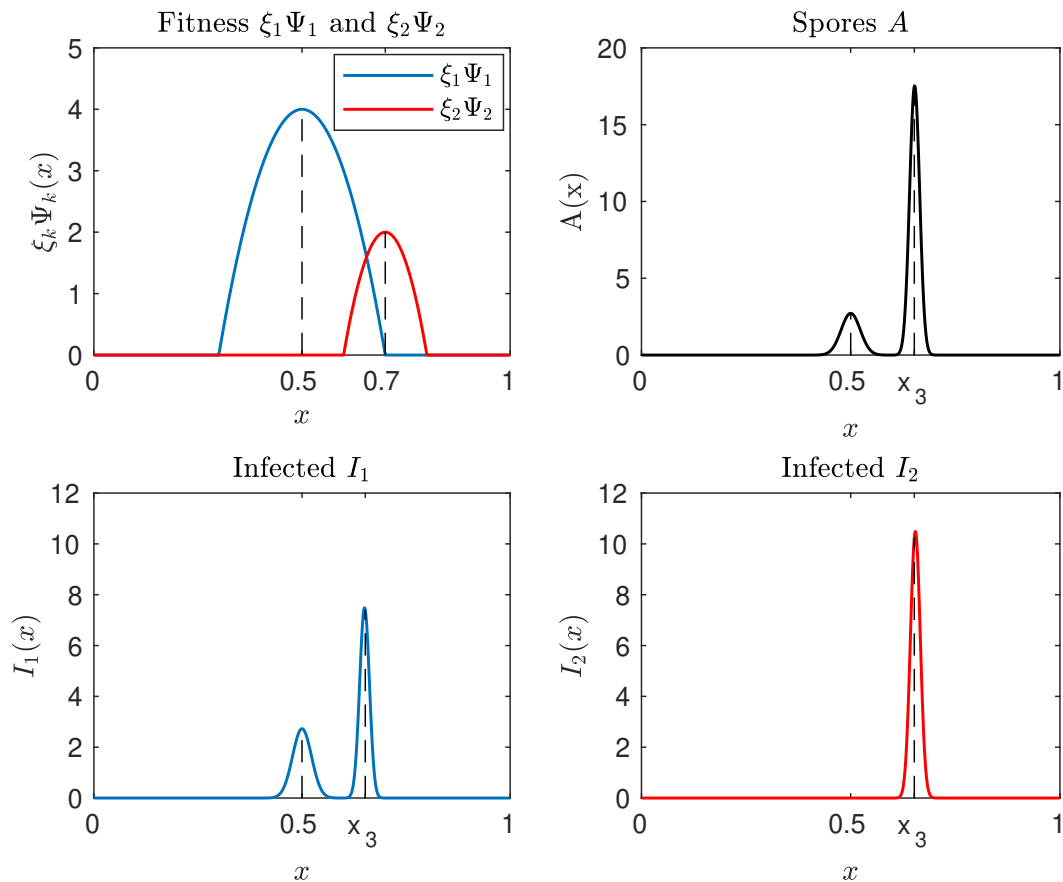 Fitness ξ₁Ψ₁ and ξ₂Ψ₂
5
4
3
2
1
0
ξₖΨₖ(x)
ξ₁Ψ₁
ξ₂Ψ₂
0
0.5
0.7
1
x
Spores A
20
15
10
5
0
A(x)
0
0.5
x₃
1
x
Infected I₁
12
10
8
6
4
2
0
I₁(x)
0
0.5
x₃
1
x
Infected I₂
12
10
8
6
4
2
0
I₂(x)
0
0.5
x₃
1
x